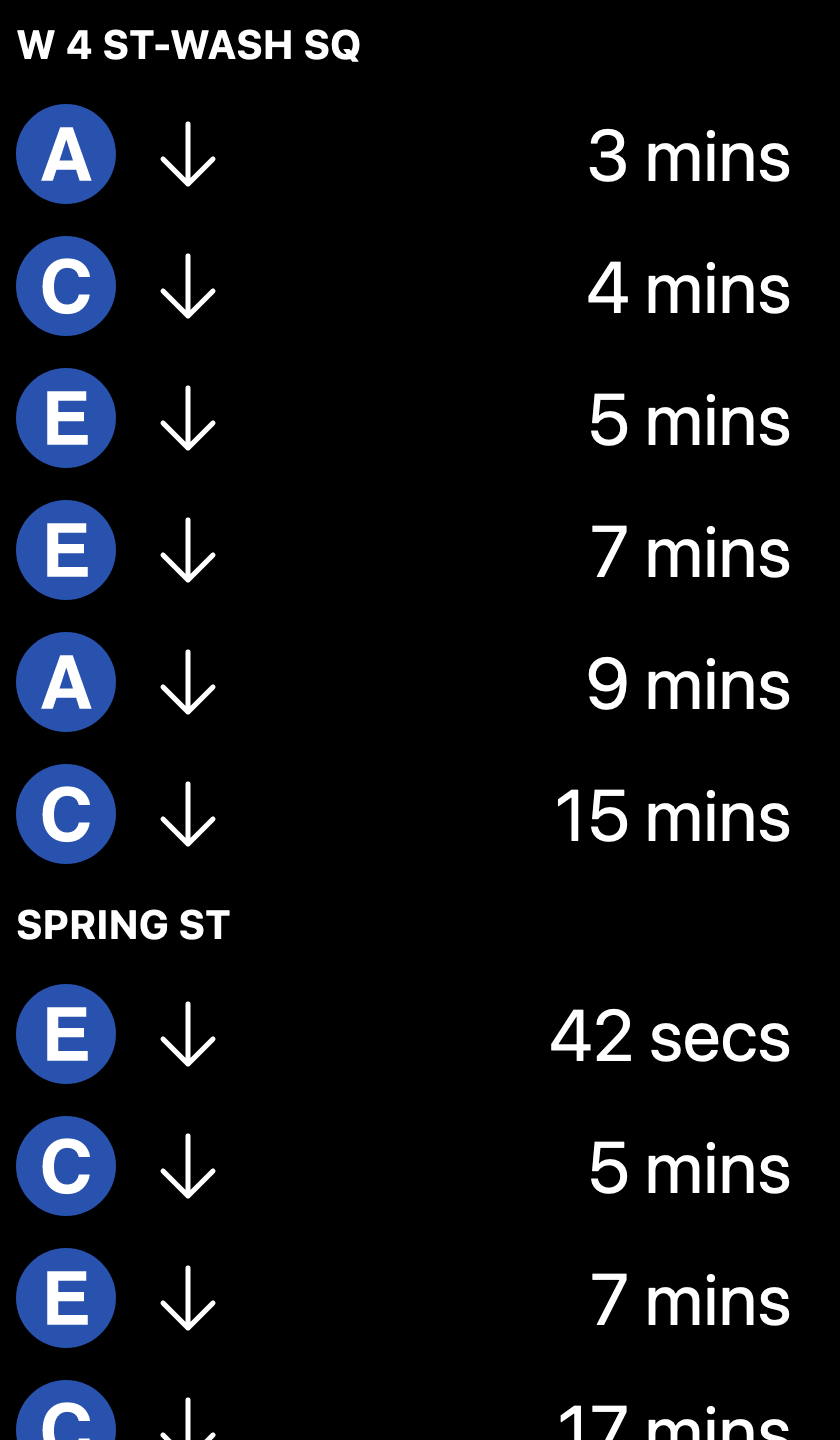 W 4 ST-WASH SQ
A ↓ 3 mins
C ↓ 4 mins
E ↓ 5 mins
E ↓ 7 mins
A ↓ 9 mins
C ↓ 15 mins
SPRING ST
E ↓ 42 secs
C ↓ 5 mins
E ↓ 7 mins
C ↓ 17 mins